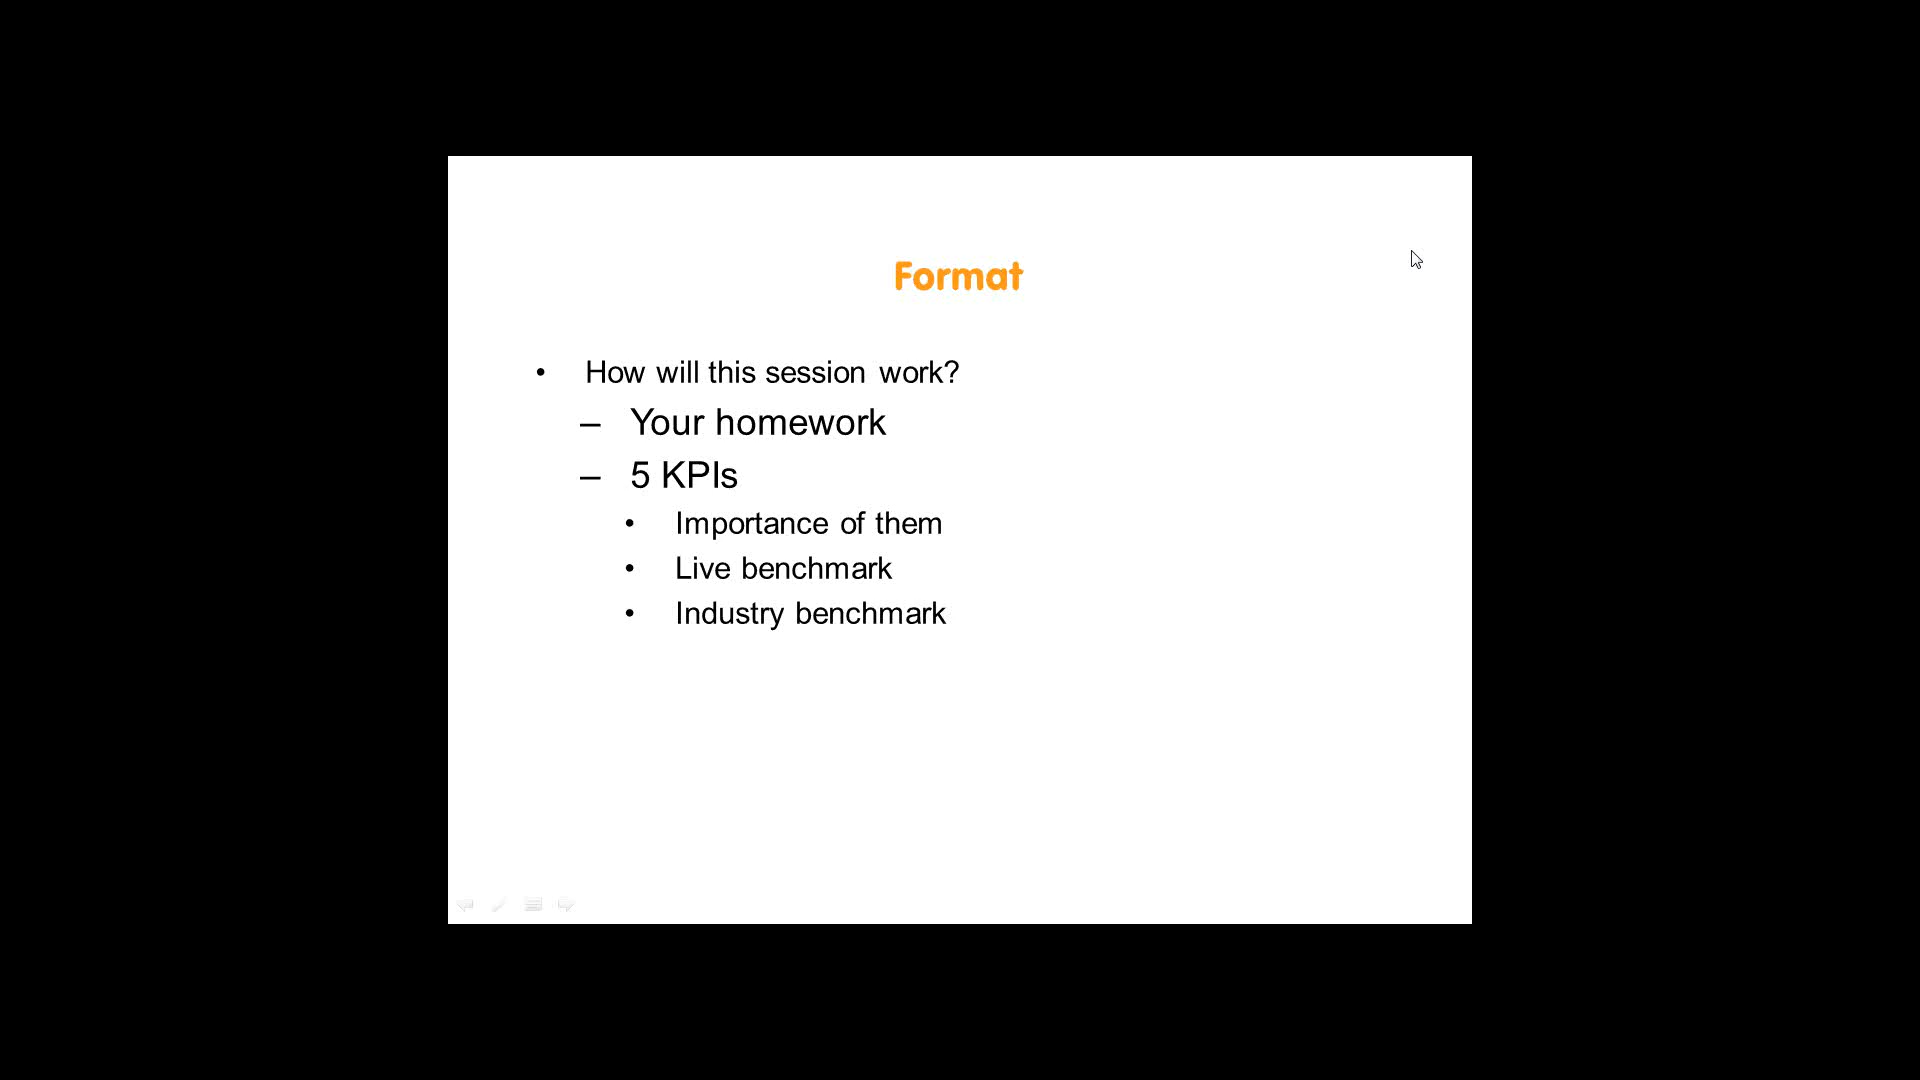 Format
• How will this session work?
– Your homework
– 5 KPIs
• Importance of them
• Live benchmark
• Industry benchmark